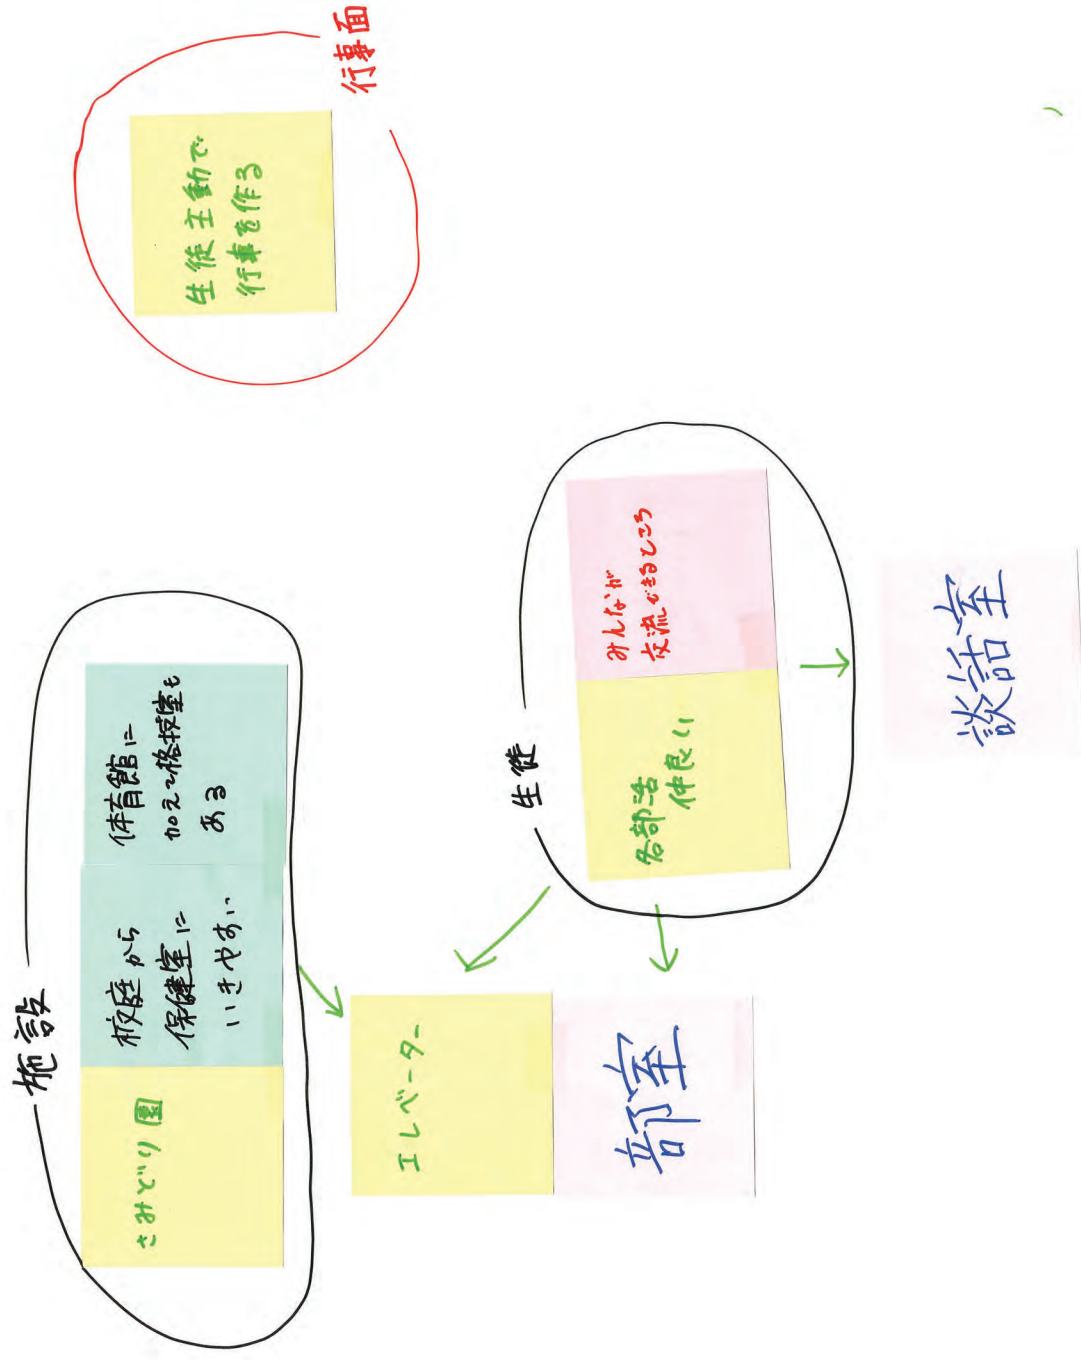 施設
さみどり園
校庭から
保健室に
いきやすい
体育館に
加えて格技室も
ある
エレベーター
部室
生徒
各部活
仲良し
みんなが
交流できるところ
談話室
行事面
生徒主動で
行事を作る